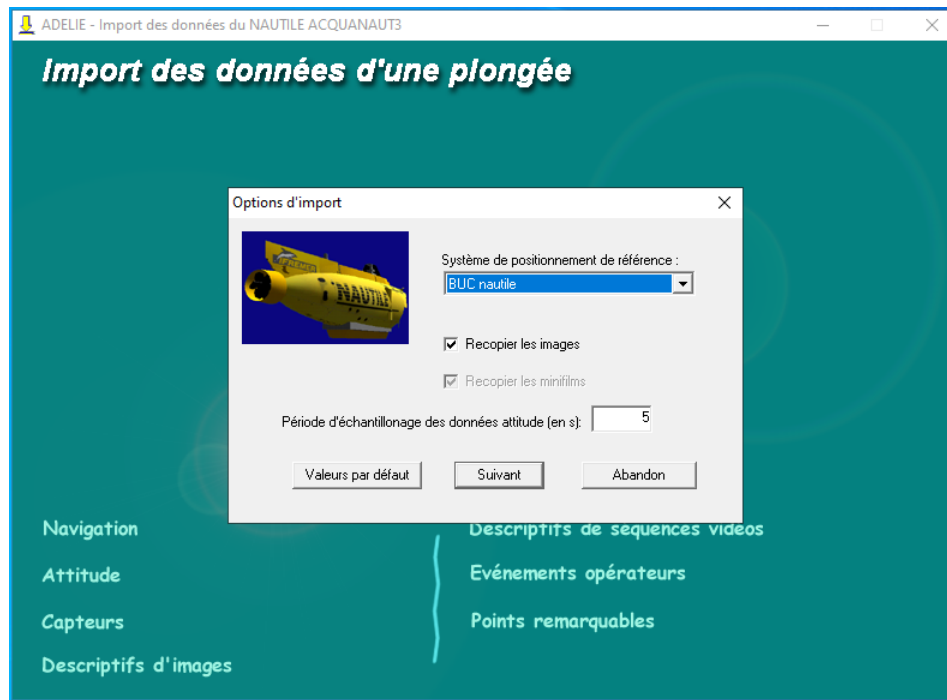 ADELIE - Import des données du NAUTILE ACQUANAUT3
Import des données d'une plongée
Options d'import
IFREMER
NAUTILE
Système de positionnement de référence :
BUC nautile
Recopier les images
Recopier les minifilms
Période d'échantillonage des données attitude (en s):
5
Valeurs par défaut
Suivant
Abandon
Navigation
Descriptifs de séquences vidéos
Attitude
Evénements opérateurs
Capteurs
Points remarquables
Descriptifs d'images